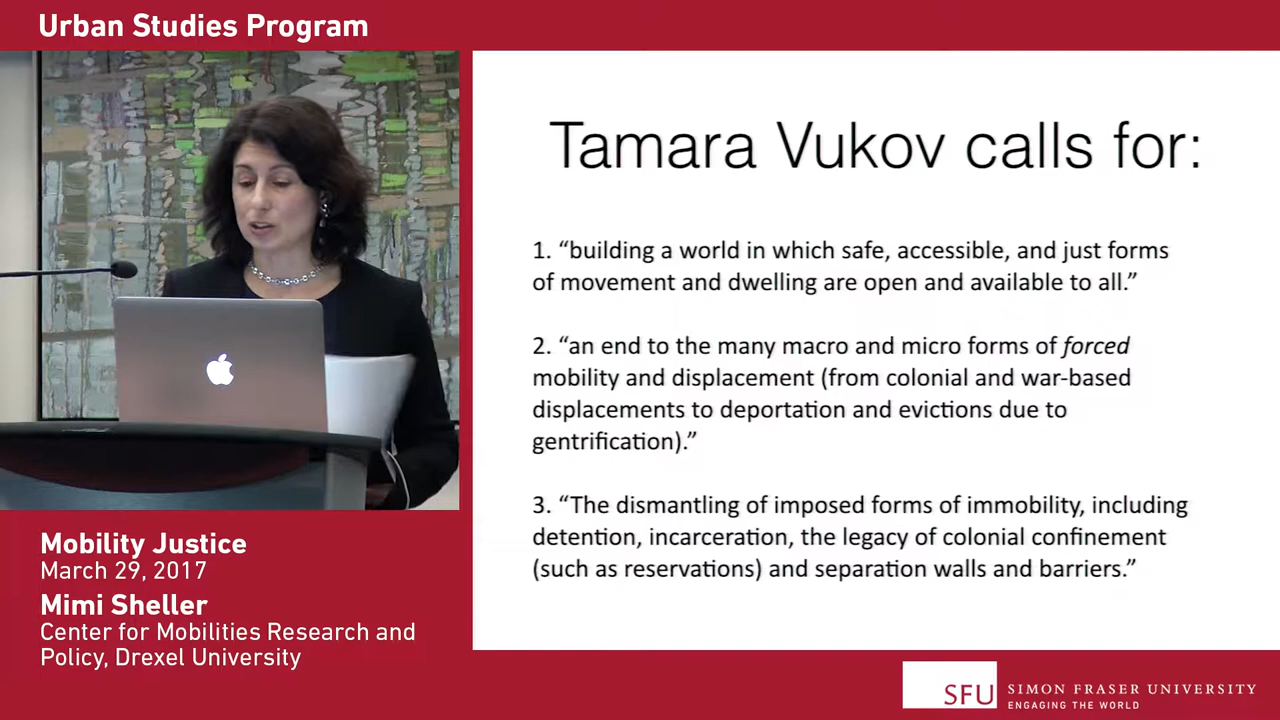 Urban Studies Program
Tamara Vukov calls for:
1. “building a world in which safe, accessible, and just forms
of movement and dwelling are open and available to all.”
2. “an end to the many macro and micro forms of forced
mobility and displacement (from colonial and war-based
displacements to deportation and evictions due to
gentrification).”
3. “The dismantling of imposed forms of immobility, including
detention, incarceration, the legacy of colonial confinement
(such as reservations) and separation walls and barriers.”
Mobility Justice
March 29, 2017
Mimi Sheller
Center for Mobilities Research and
Policy, Drexel University
SFU
SIMON FRASER UNIVERSITY
ENGAGING THE WORLD